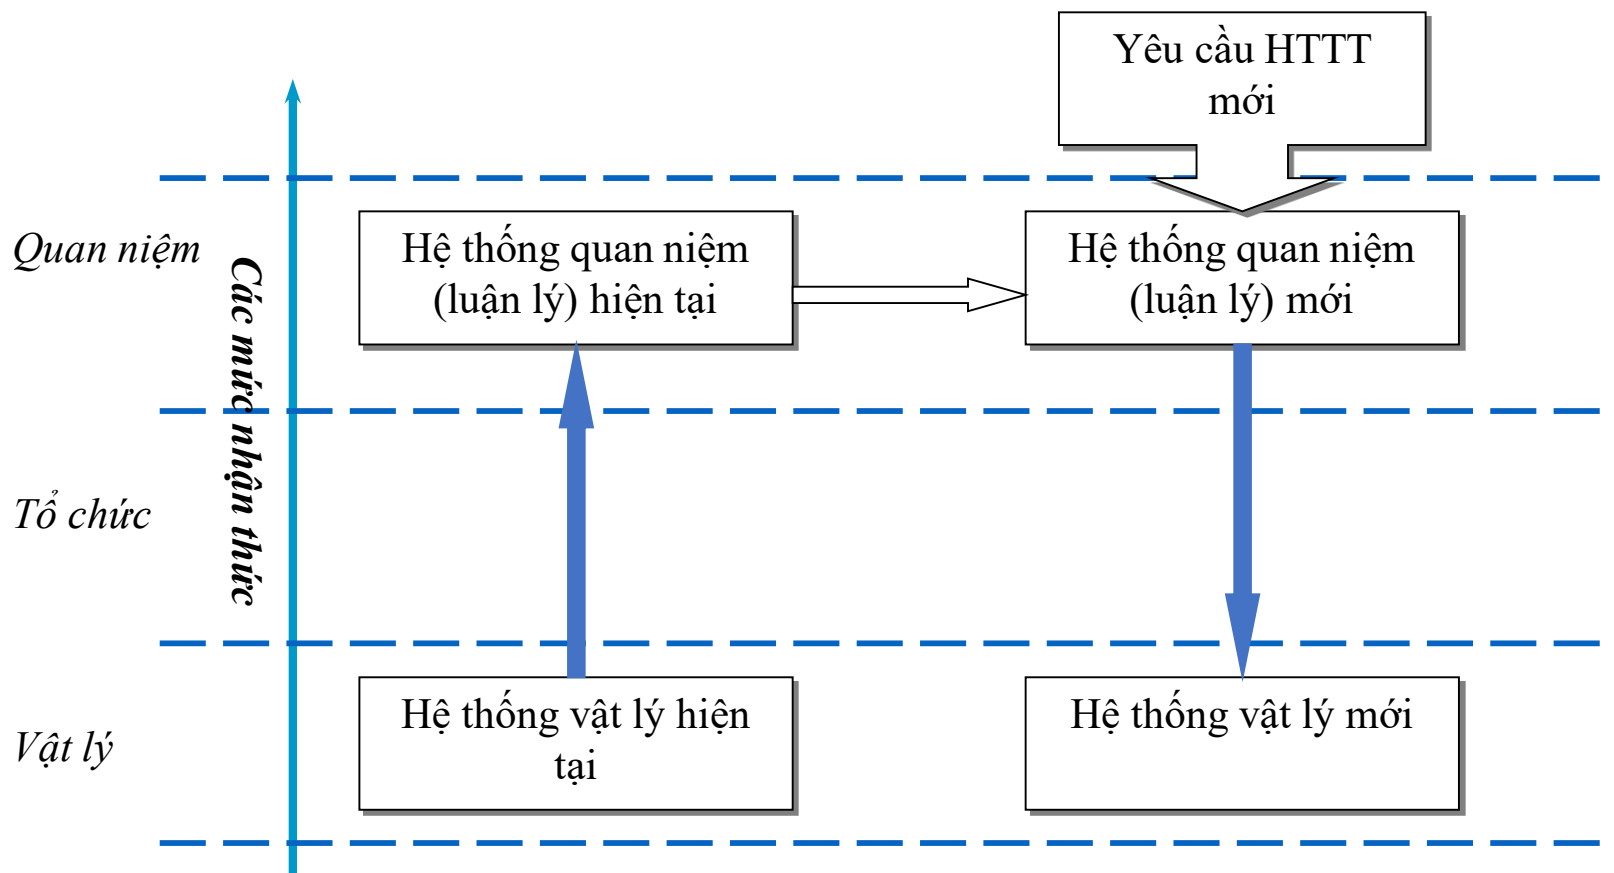 Yêu cầu HTTT
mới
Quan niệm
Các mức nhận thức
Hệ thống quan niệm
(luận lý) hiện tại
Hệ thống quan niệm
(luận lý) mới
Tổ chức
Vật lý
Hệ thống vật lý hiện
tại
Hệ thống vật lý mới